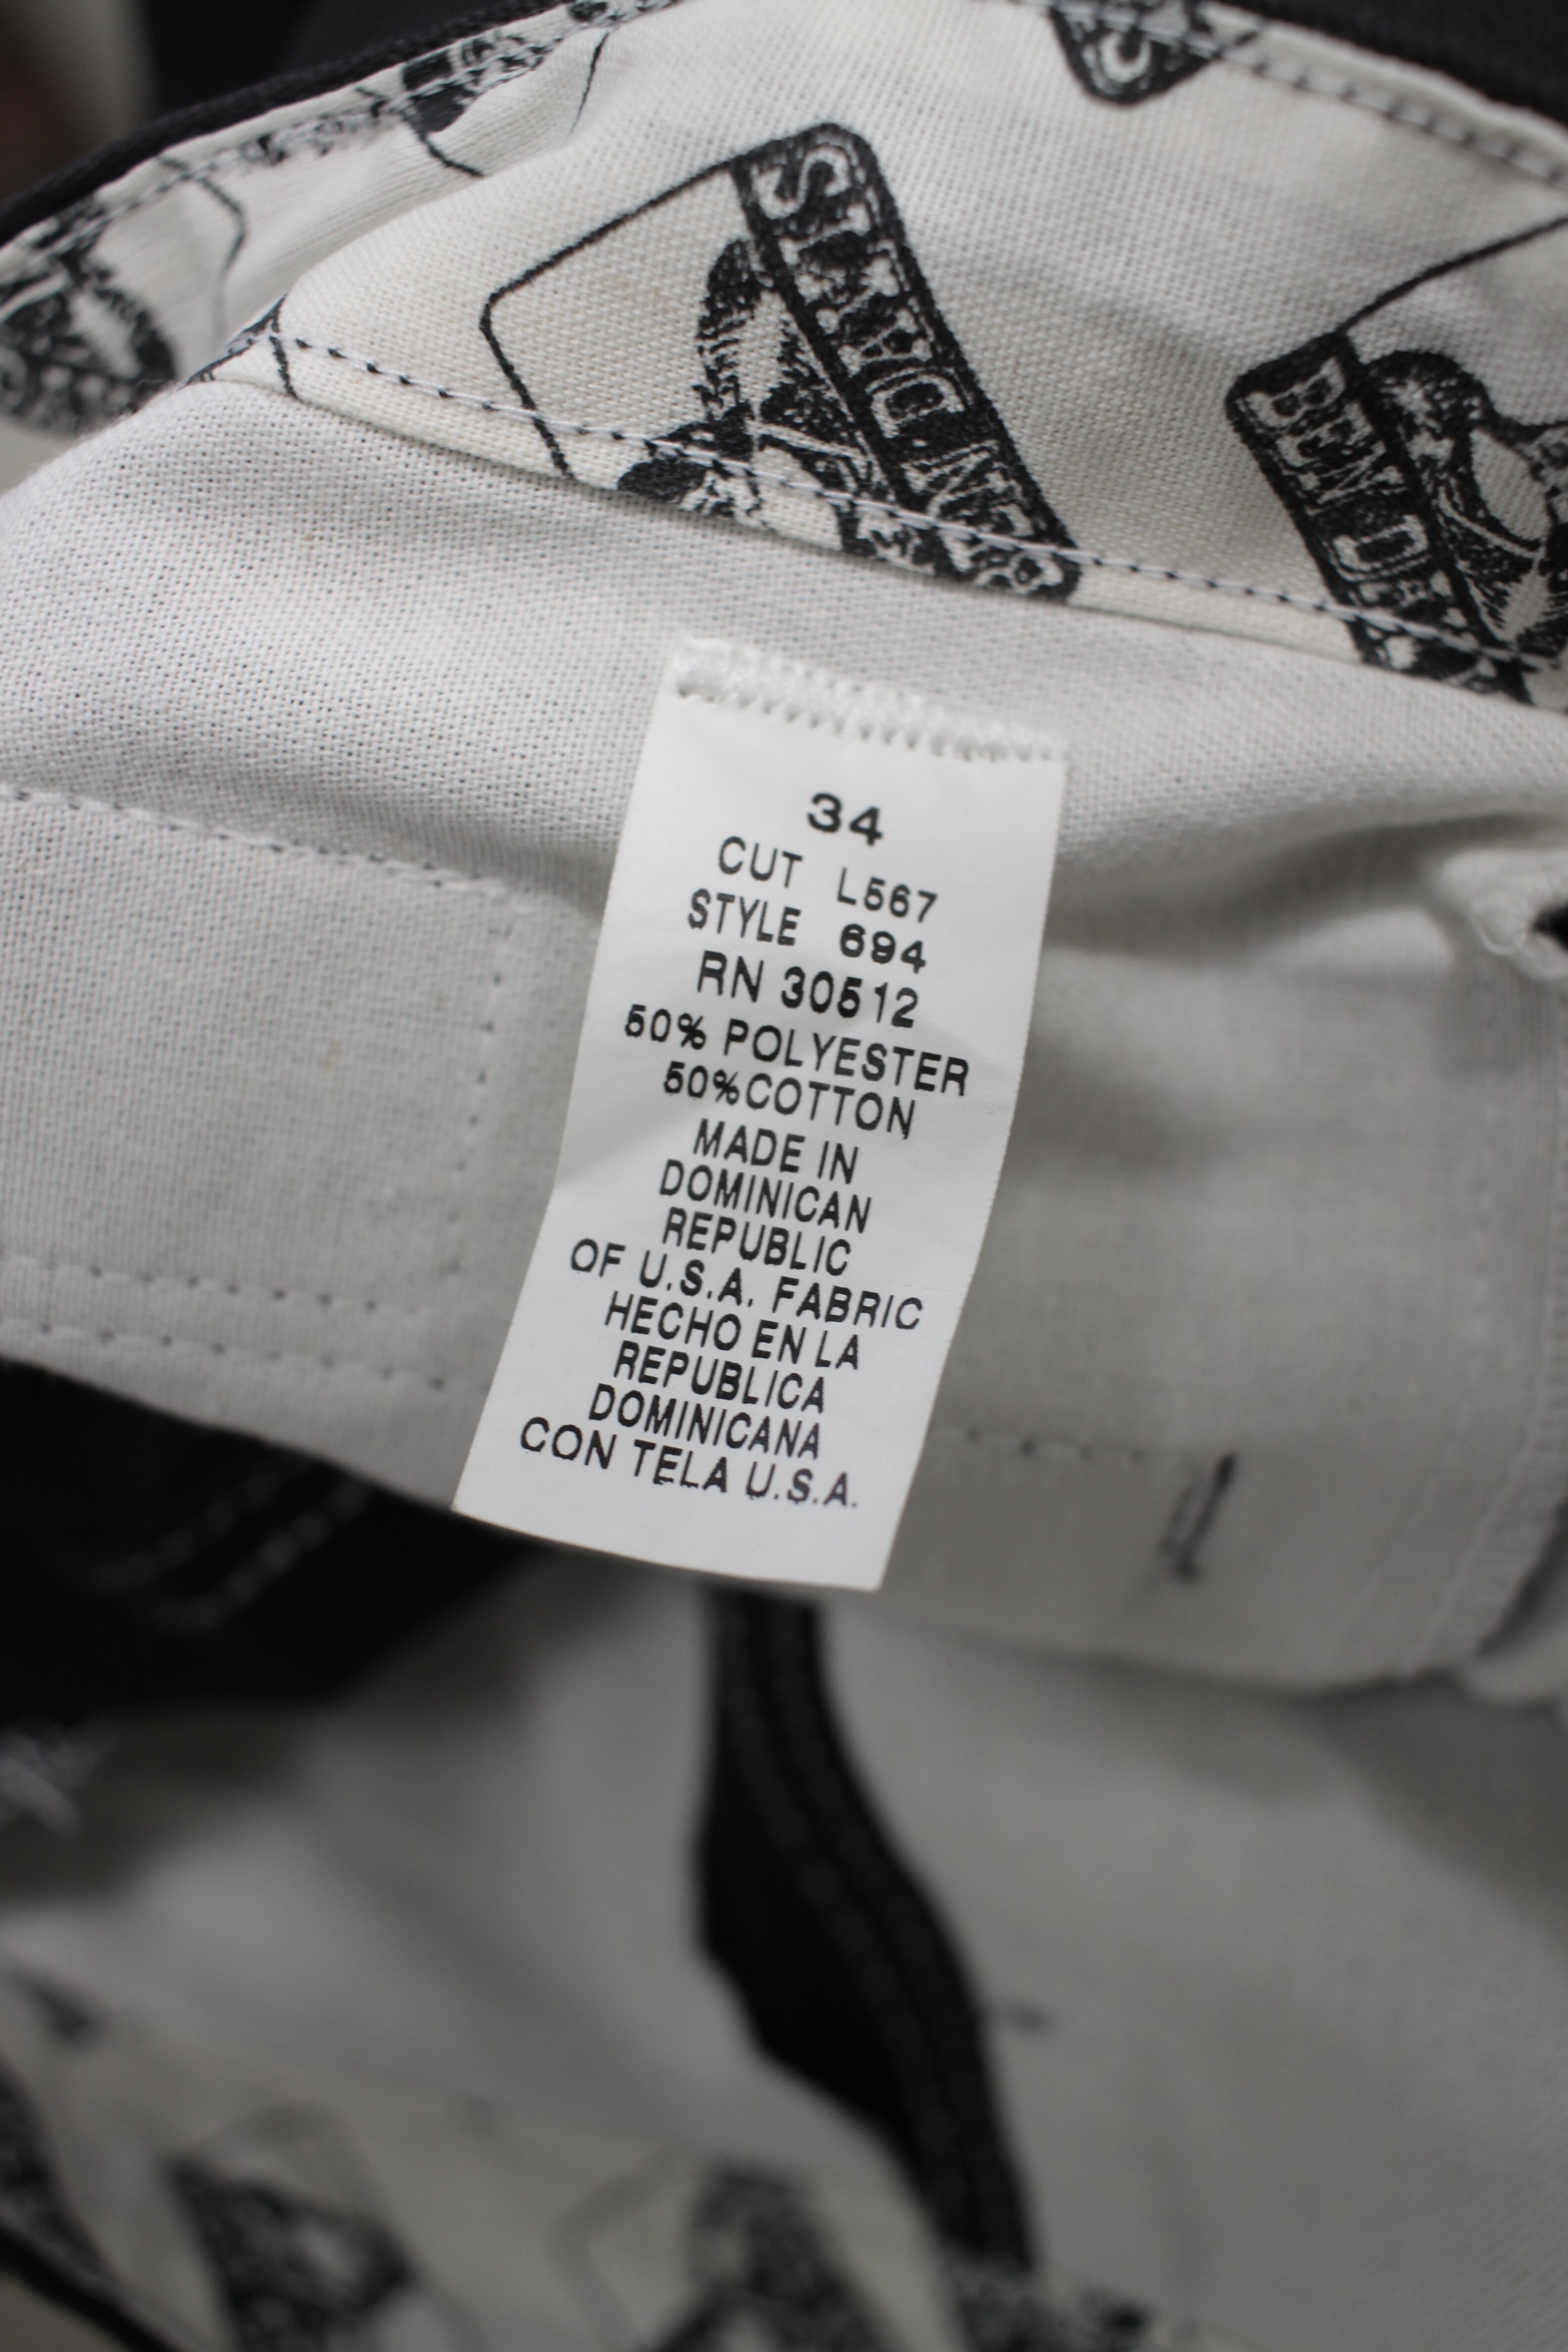 BEN D
34
CUT L567
STYLE 694
RN 30512
50% POLYESTER
50%COTTON
MADE IN
DOMINICAN
REPUBLIC
OF U.S.A. FABRIC
HECHO EN LA
REPUBLICA
DOMINICANA
CON TELA U.S.A.